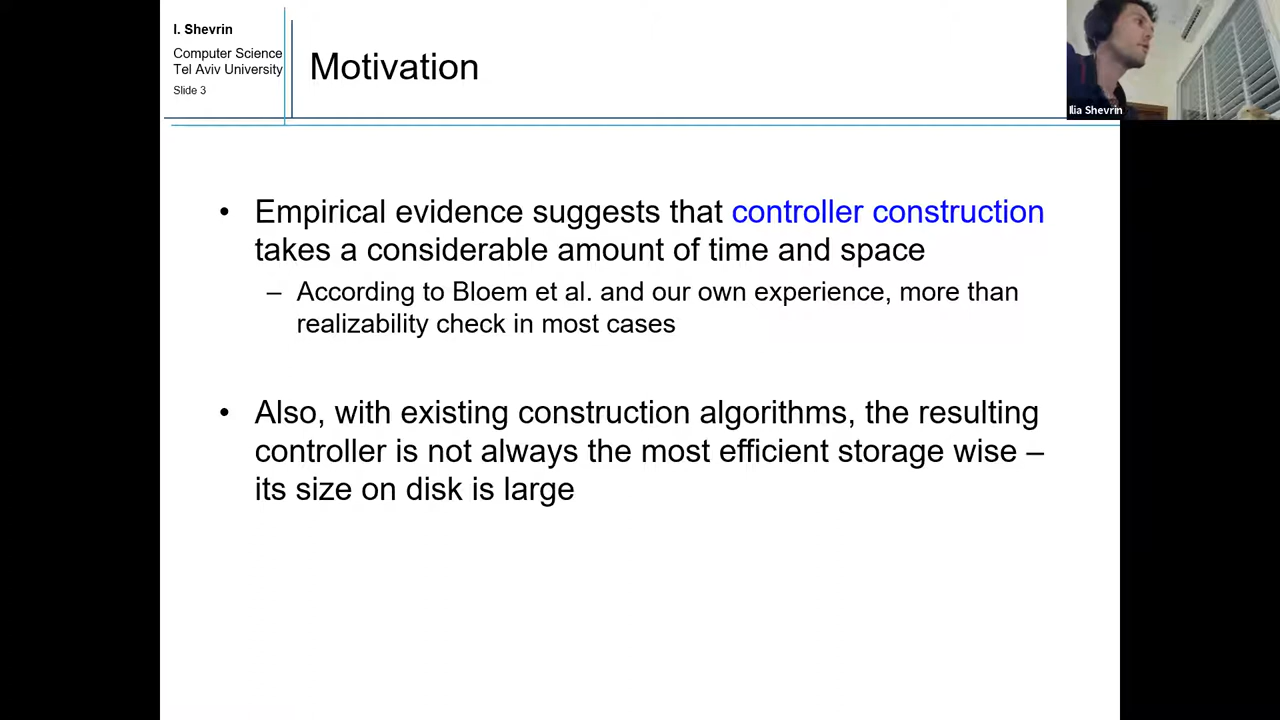 I. Shevrin
Computer Science
Tel Aviv University
Slide 3
Motivation
Ilia Shevrin
• Empirical evidence suggests that controller construction
takes a considerable amount of time and space
– According to Bloem et al. and our own experience, more than
realizability check in most cases
• Also, with existing construction algorithms, the resulting
controller is not always the most efficient storage wise –
its size on disk is large